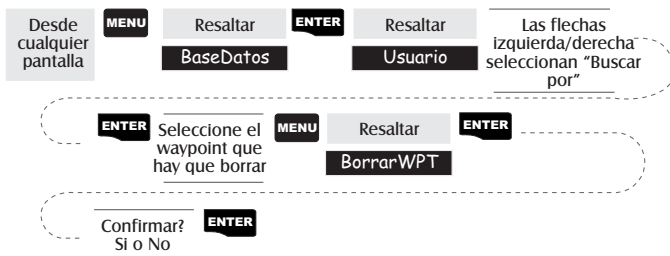 Desde
cualquier
pantalla
MENU
Resaltar
BaseDatos
ENTER
Resaltar
Usuario
Las flechas
izquierda/derecha
seleccionan “Buscar
por”
ENTER
Seleccione el
waypoint que
hay que borrar
MENU
Resaltar
BorrarWPT
ENTER
Confirmar?
Si o No
ENTER